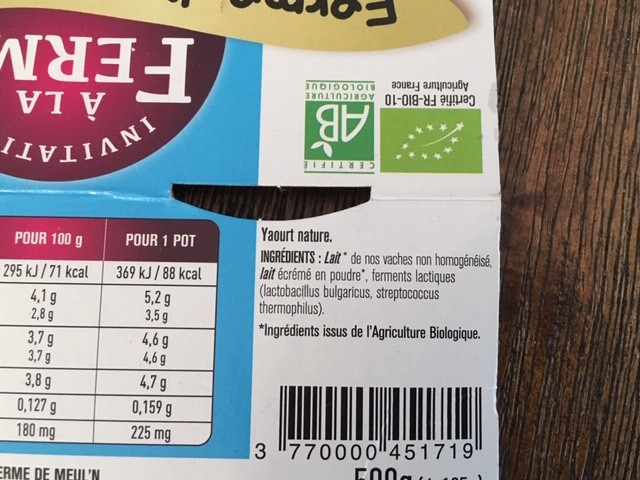 Ferme
INVITATI
À LA
FERM
CERTIFIÉ
AB
AGRICULTURE
BIOLOGIQUE
Certifié FR-BIO-10
Agriculture France
POUR 100 g POUR 1 POT
295 kJ / 71 kcal 369 kJ / 88 kcal
4,1 g 5,2 g
2,8 g 3,5 g
3,7 g 4,6 g
3,7 g 4,6 g
3,8 g 4,7 g
0,127 g 0,159 g
180 mg 225 mg
ERME DE MEUL'N
Yaourt nature.
INGRÉDIENTS : Lait* de nos vaches non homogénéisé,
lait écrémé en poudre*, ferments lactiques
(lactobacillus bulgaricus, streptococcus
thermophilus).
*Ingrédients issus de l'Agriculture Biologique.
3 770000 451719
500g